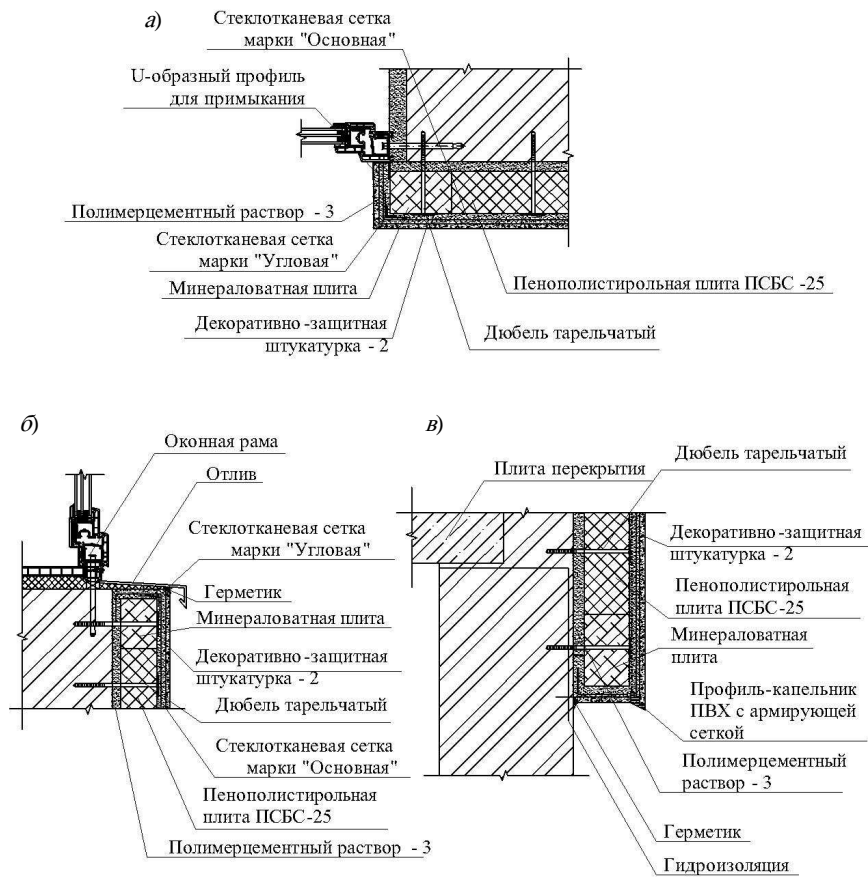 а)
Стеклотканевая сетка
марки "Основная"
U-образный профиль
для примыкания
Полимерцементный раствор - 3
Стеклотканевая сетка
марки "Угловая"
Минераловатная плита
Пенополистирольная плита ПСБС -25
Декоративно -защитная
штукатурка - 2
Дюбель тарельчатый
б)
Оконная рама
Отлив
Стеклотканевая сетка
марки "Угловая"
Герметик
Минераловатная плита
Декоративно-защитная
штукатурка - 2
Дюбель тарельчатый
Стеклотканевая сетка
марки "Основная"
Пенополистирольная
плита ПСБС-25
Полимерцементный раствор - 3
в)
Дюбель тарельчатый
Плита перекрытия
Декоративно-защитная
штукатурка - 2
Пенополистирольная
плита ПСБС-25
Минераловатная
плита
Профиль-капельник
ПВХ с армирующей
сеткой
Полимерцементный
раствор - 3
Герметик
Гидроизоляция